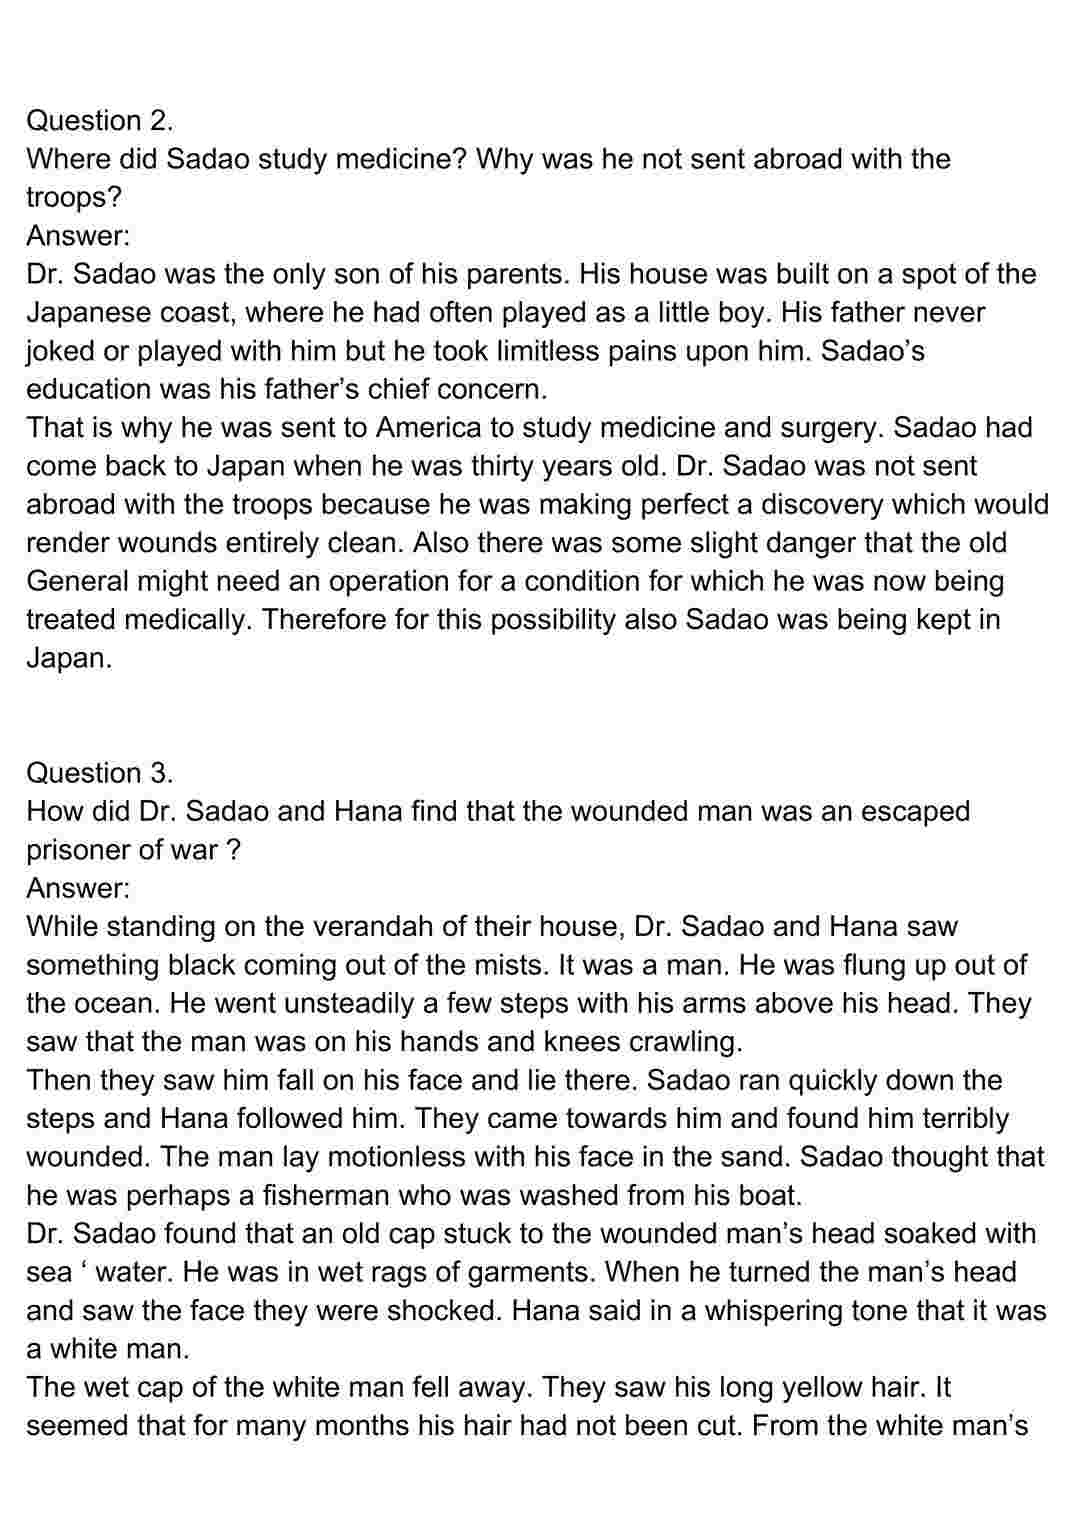 Question 2.
Where did Sadao study medicine? Why was he not sent abroad with the
troops?
Answer:
Dr. Sadao was the only son of his parents. His house was built on a spot of the
Japanese coast, where he had often played as a little boy. His father never
joked or played with him but he took limitless pains upon him. Sadao’s
education was his father’s chief concern.
That is why he was sent to America to study medicine and surgery. Sadao had
come back to Japan when he was thirty years old. Dr. Sadao was not sent
abroad with the troops because he was making perfect a discovery which would
render wounds entirely clean. Also there was some slight danger that the old
General might need an operation for a condition for which he was now being
treated medically. Therefore for this possibility also Sadao was being kept in
Japan.
Question 3.
How did Dr. Sadao and Hana find that the wounded man was an escaped
prisoner of war ?
Answer:
While standing on the verandah of their house, Dr. Sadao and Hana saw
something black coming out of the mists. It was a man. He was flung up out of
the ocean. He went unsteadily a few steps with his arms above his head. They
saw that the man was on his hands and knees crawling.
Then they saw him fall on his face and lie there. Sadao ran quickly down the
steps and Hana followed him. They came towards him and found him terribly
wounded. The man lay motionless with his face in the sand. Sadao thought that
he was perhaps a fisherman who was washed from his boat.
Dr. Sadao found that an old cap stuck to the wounded man’s head soaked with
sea ‘ water. He was in wet rags of garments. When he turned the man’s head
and saw the face they were shocked. Hana said in a whispering tone that it was
a white man.
The wet cap of the white man fell away. They saw his long yellow hair. It
seemed that for many months his hair had not been cut. From the white man’s